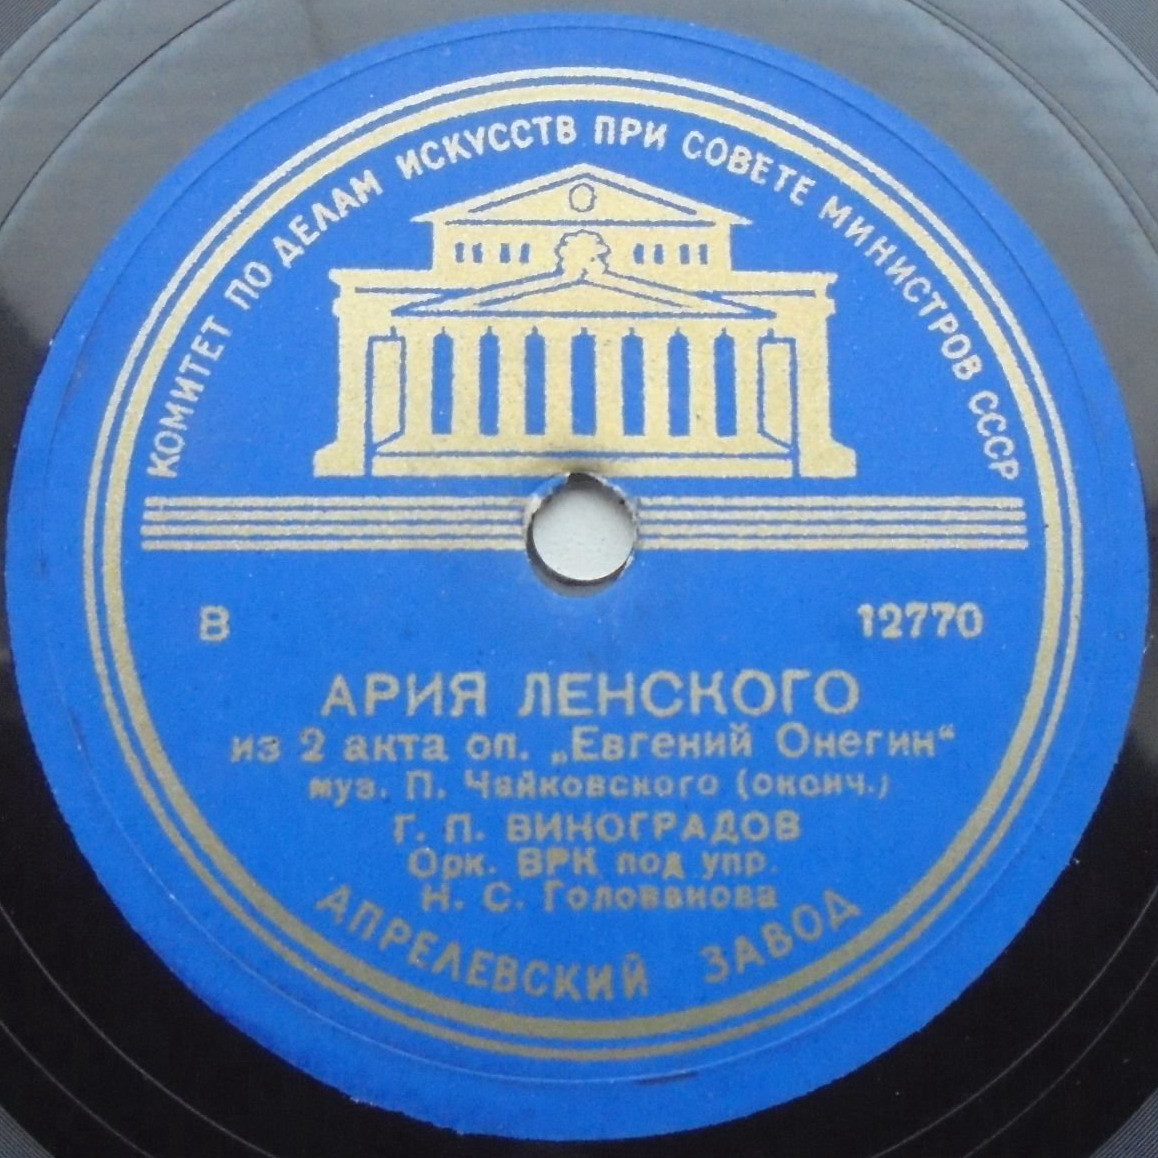 КОМИТЕТ ПО ДЕЛАМ ИСКУССТВ ПРИ СОВЕТЕ МИНИСТРОВ СССР
В 12770
АРИЯ ЛЕНСКОГО
из 2 акта оп. „Евгений Онегин“
муз. П. Чайковского (оконч.)
Г. П. ВИНОГРАДОВ
Орк. ВРК под упр.
Н. С. Голованова
АПРЕЛЕВСКИЙ ЗАВОД